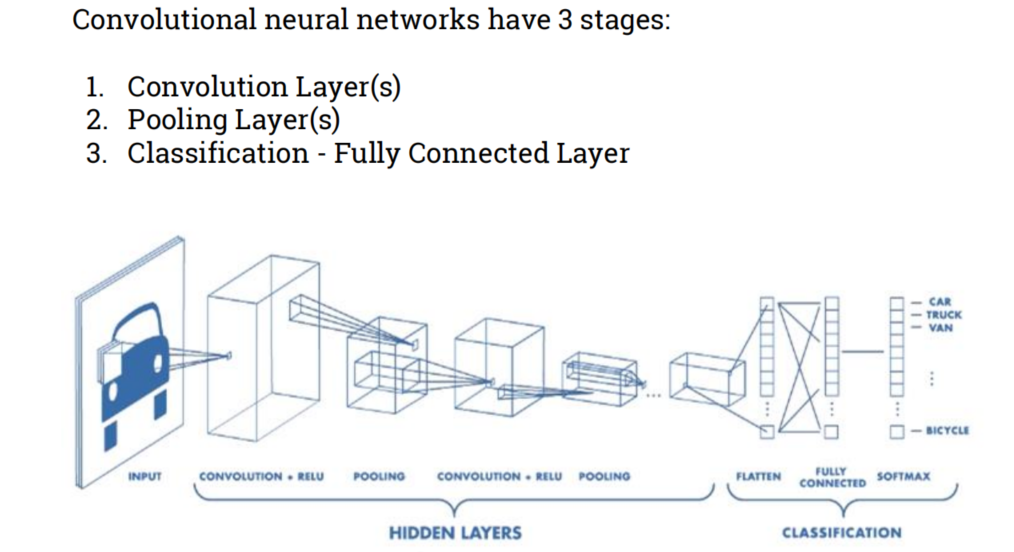 Convolutional neural networks have 3 stages:
1. Convolution Layer(s)
2. Pooling Layer(s)
3. Classification - Fully Connected Layer
CAR
TRUCK
VAN
BICYCLE
INPUT
CONVOLUTION + RELU
POOLING
CONVOLUTION + RELU
POOLING
FLATTEN
FULLY
CONNECTED
SOFTMAX
HIDDEN LAYERS
CLASSIFICATION